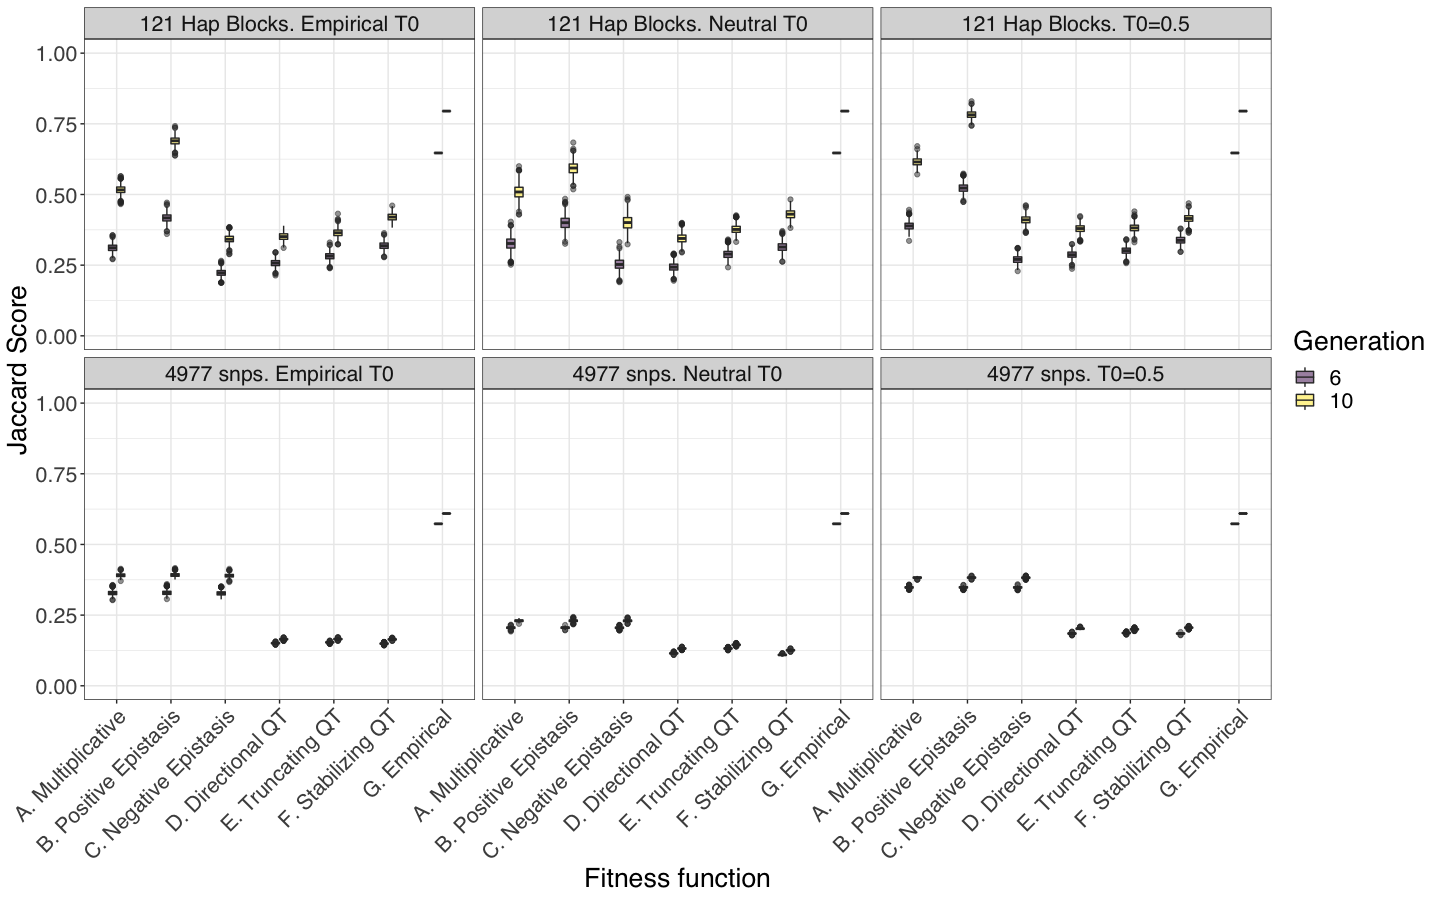 121 Hap Blocks. Empirical T0
121 Hap Blocks. Neutral T0
121 Hap Blocks. T0=0.5
1.00
0.75
0.50
0.25
0.00
4977 snps. Empirical T0
4977 snps. Neutral T0
4977 snps. T0=0.5
1.00
0.75
0.50
0.25
0.00
Jaccard Score
A. Multiplicative
B. Positive Epistasis
C. Negative Epistasis
D. Directional QT
E. Truncating QT
F. Stabilizing QT
G. Empirical
A. Multiplicative
B. Positive Epistasis
C. Negative Epistasis
D. Directional QT
E. Truncating QT
F. Stabilizing QT
G. Empirical
A. Multiplicative
B. Positive Epistasis
C. Negative Epistasis
D. Directional QT
E. Truncating QT
F. Stabilizing QT
G. Empirical
Fitness function
Generation
6
10